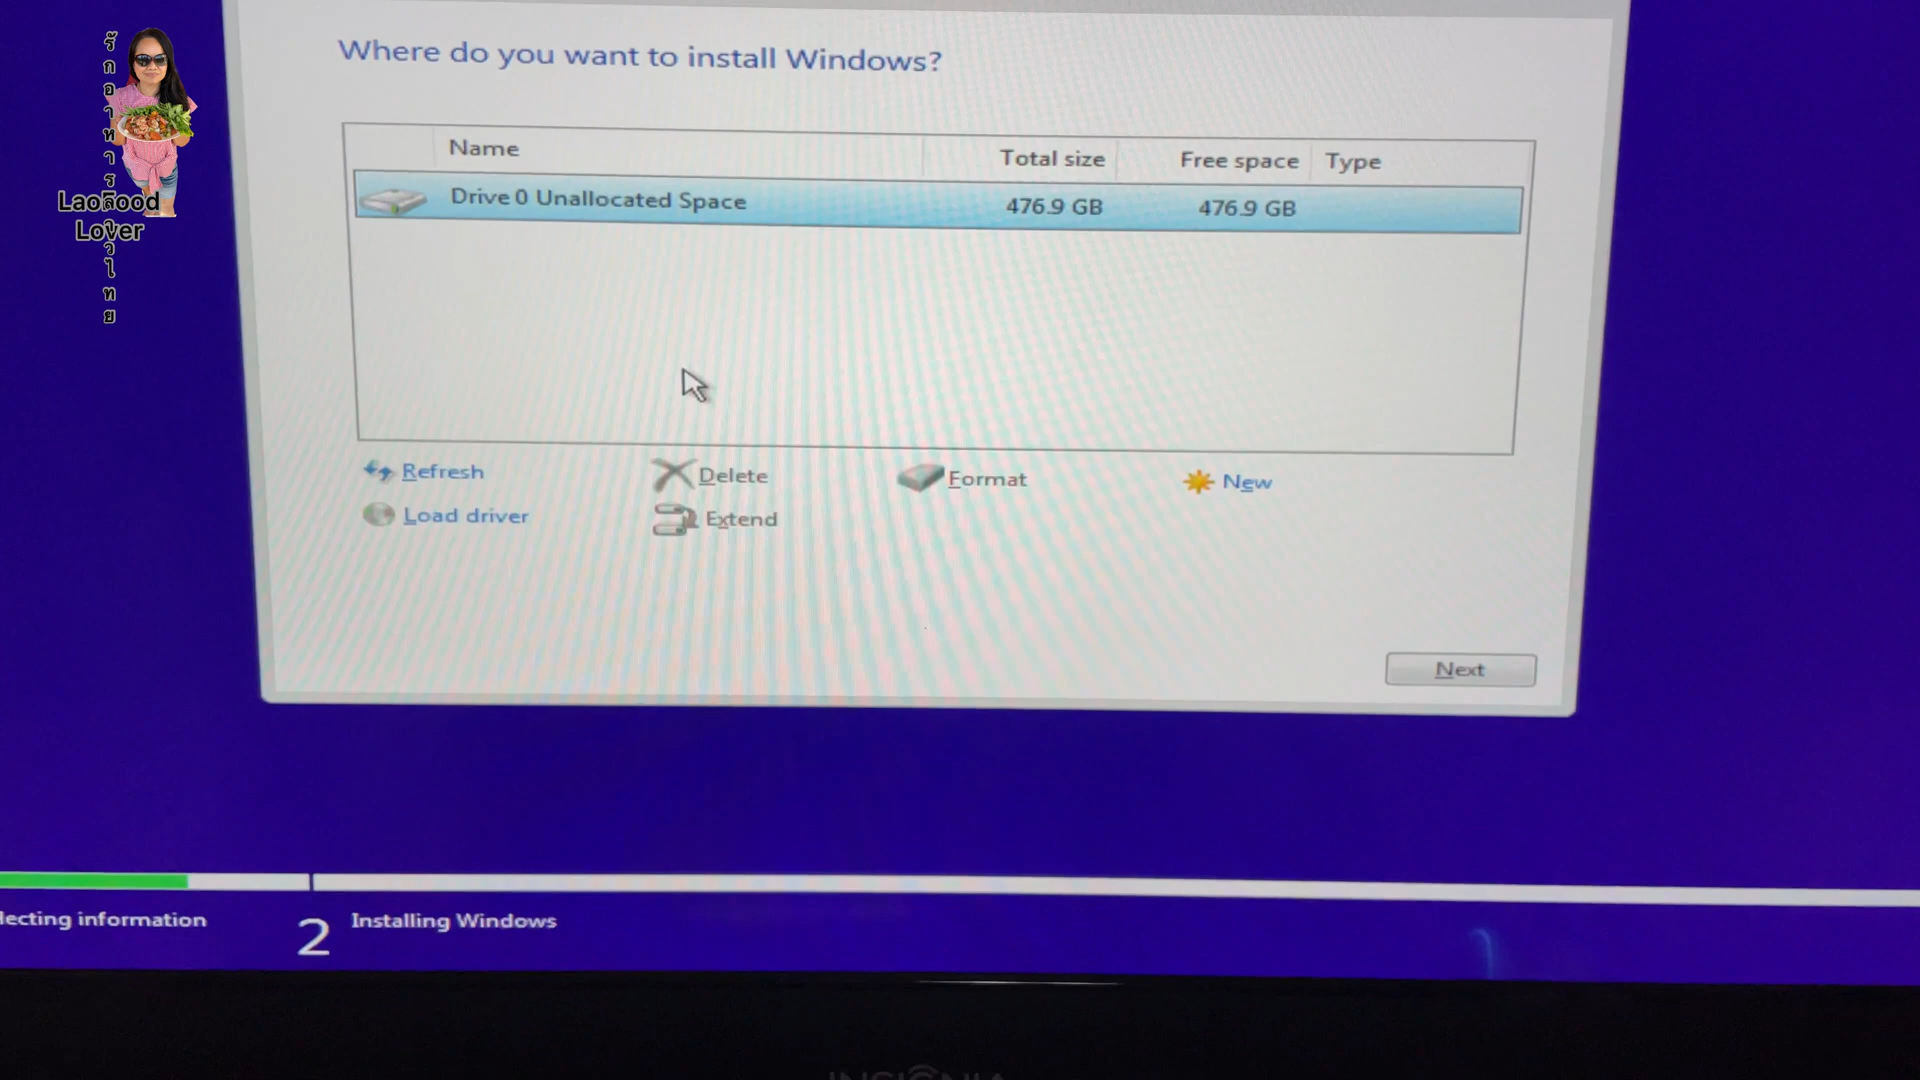 Where do you want to install Windows?
Name Total size Free space Type
Drive 0 Unallocated Space 476.9 GB 476.9 GB
Refresh Delete Format New
Load driver Extend
Next
lecting information
2 Installing Windows
INSIGNIA
LaoFood
Lover